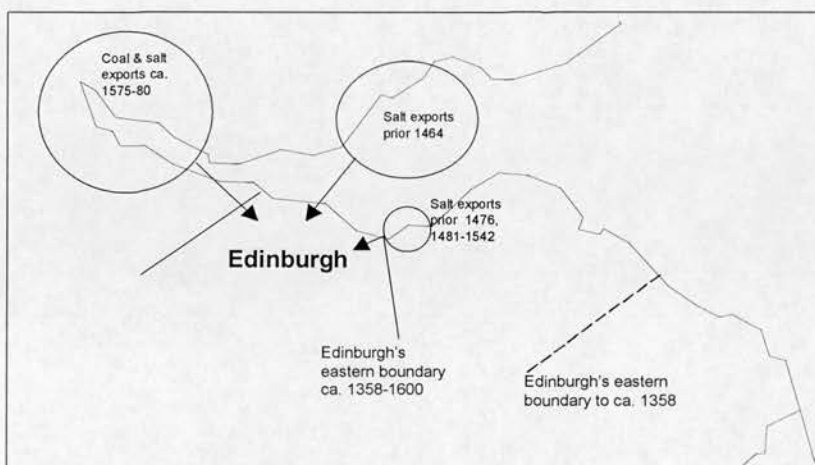 Coal & salt
exports ca.
1575-80
Salt exports
prior 1464
Salt exports
prior 1476,
1481-1542
Edinburgh
Edinburgh's
eastern boundary
ca. 1358-1600
Edinburgh's eastern
boundary to ca. 1358